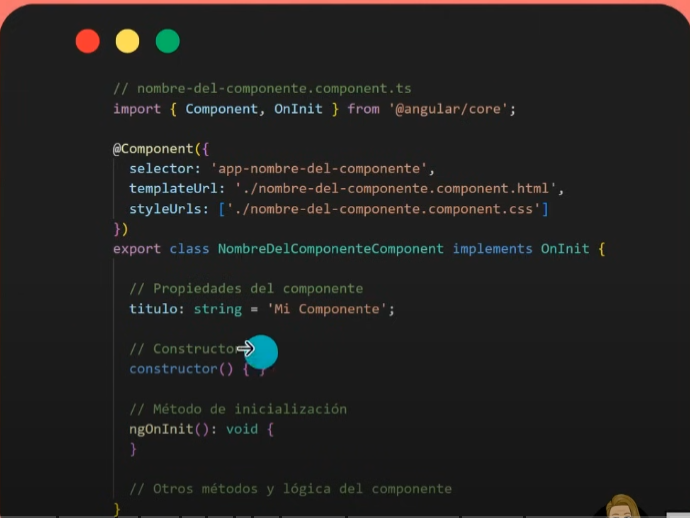 // nombre-del-componente.component.ts
import { Component, OnInit } from '@angular/core';
@Component({
selector: 'app-nombre-del-componente',
templateUrl: './nombre-del-componente.component.html',
styleUrls: ['./nombre-del-componente.component.css']
})
export class NombreDelComponenteComponent implements OnInit {
// Propiedades del componente
titulo: string = 'Mi Componente';
// Constructor
constructor() { }
// Método de inicialización
ngOnInit(): void {
}
// Otros métodos y lógica del componente
}